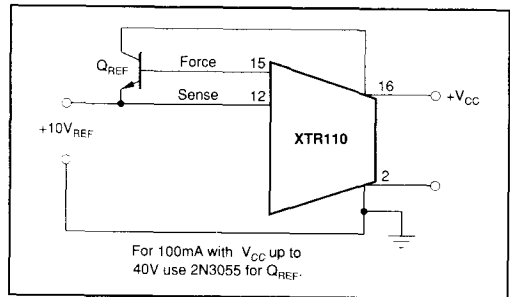 Q_REF
Force
15
Sense
12
16
+V_CC
+10V_REF
XTR110
2
For 100mA with V_CC up to
40V use 2N3055 for Q_REF.